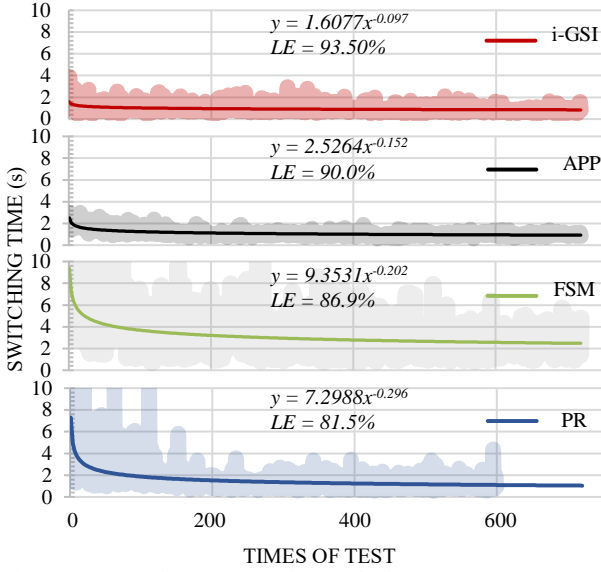 10
8
6
4
2
0
y = 1.6077x^-0.097
LE = 93.50%
i-GSI
10
8
6
4
2
0
y = 2.5264x^-0.152
LE = 90.0%
APP
10
8
6
4
2
0
y = 9.3531x^-0.202
LE = 86.9%
FSM
10
8
6
4
2
0
y = 7.2988x^-0.296
LE = 81.5%
PR
SWITCHING TIME (s)
0 200 400 600
TIMES OF TEST